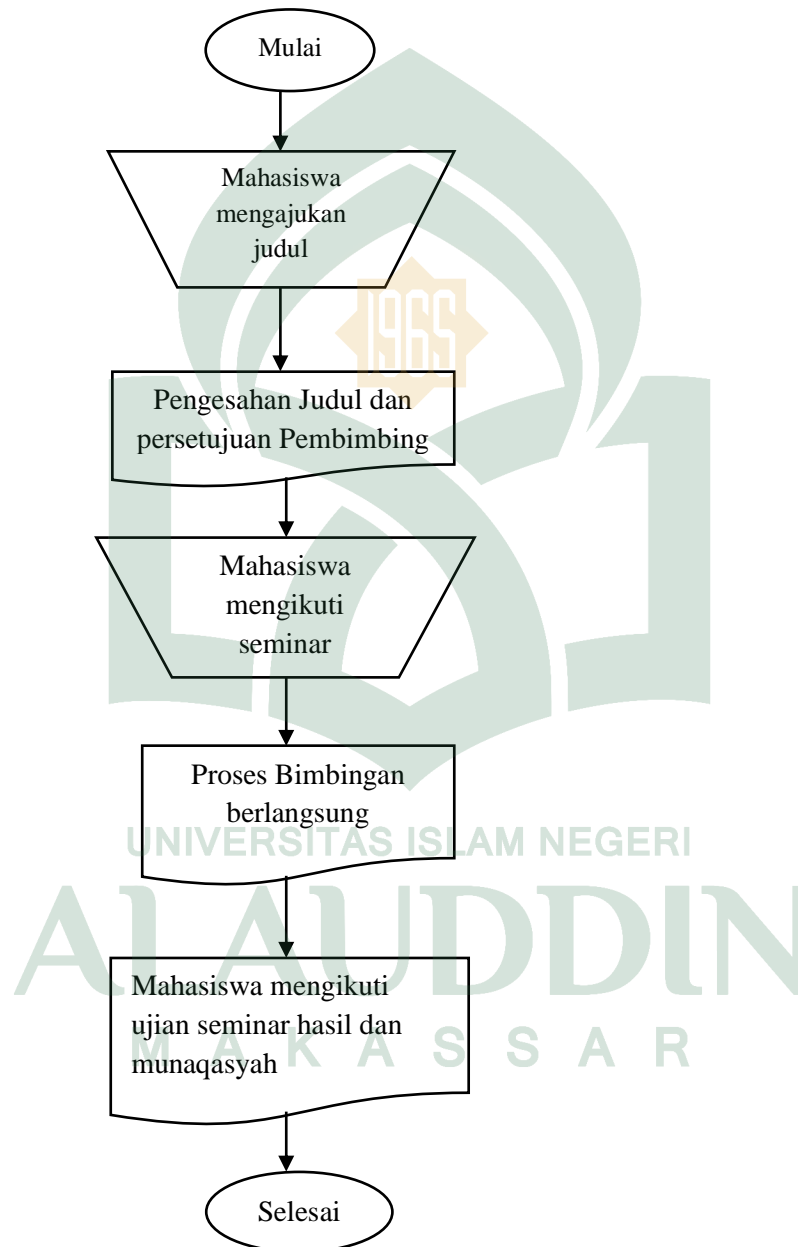 Mulai
Mahasiswa
mengajukan
judul
1965
Pengesahan Judul dan
persetujuan Pembimbing
Mahasiswa
mengikuti
seminar
Proses Bimbingan
berlangsung
UNIVERSITAS ISLAM NEGERI
ALAUDDIN
Mahasiswa mengikuti
ujian seminar hasil dan
munaqasyah
MAKASSAR
Selesai